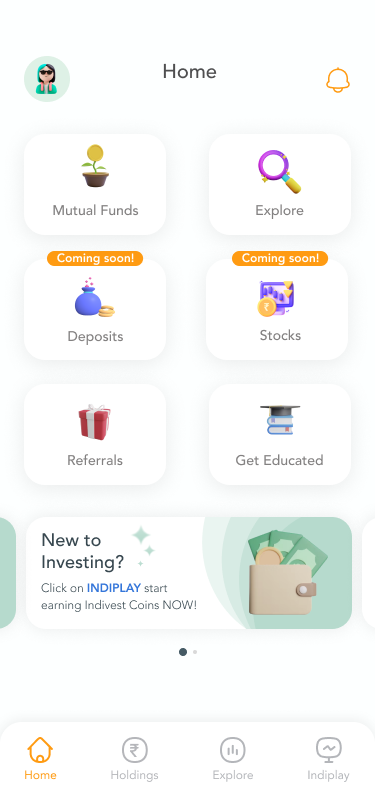 Home
Mutual Funds
Explore
Coming soon!
Coming soon!
Deposits
Stocks
Referrals
Get Educated
New to
Investing?
Click on INDIPLAY start
earning Indivest Coins NOW!
Home
Holdings
Explore
Indiplay